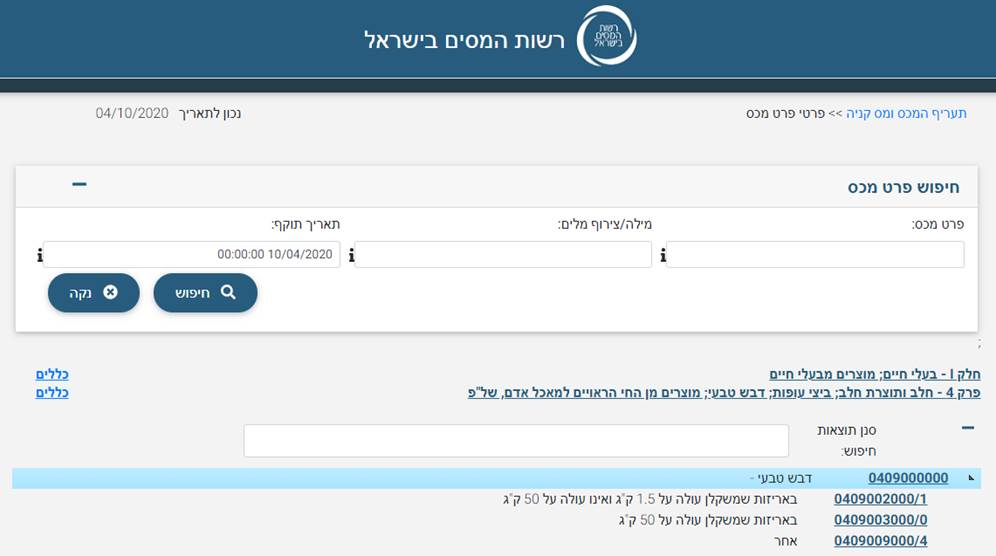 רשות המסים בישראל
רשות
המסים
בישראל
תעריף המכס ומס קניה >> פרטי פרט מכס
נכון לתאריך 04/10/2020
חיפוש פרט מכס
פרט מכס:
מילה/צירוף מלים:
תאריך תוקף:
00:00:00 10/04/2020
חיפוש
נקה
;
חלק I - בעלי חיים; מוצרים מבעלי חיים כללים
פרק 4 - חלב ותוצרת חלב; ביצי עופות; דבש טבעי; מוצרים מן החי הראויים למאכל אדם, של"פ כללים
סנן תוצאות
חיפוש:
0409000000 דבש טבעי -
0409002000/1 באריזות שמשקלן עולה על 1.5 ק"ג ואינו עולה על 50 ק"ג
0409003000/0 באריזות שמשקלן עולה על 50 ק"ג
0409009000/4 אחר